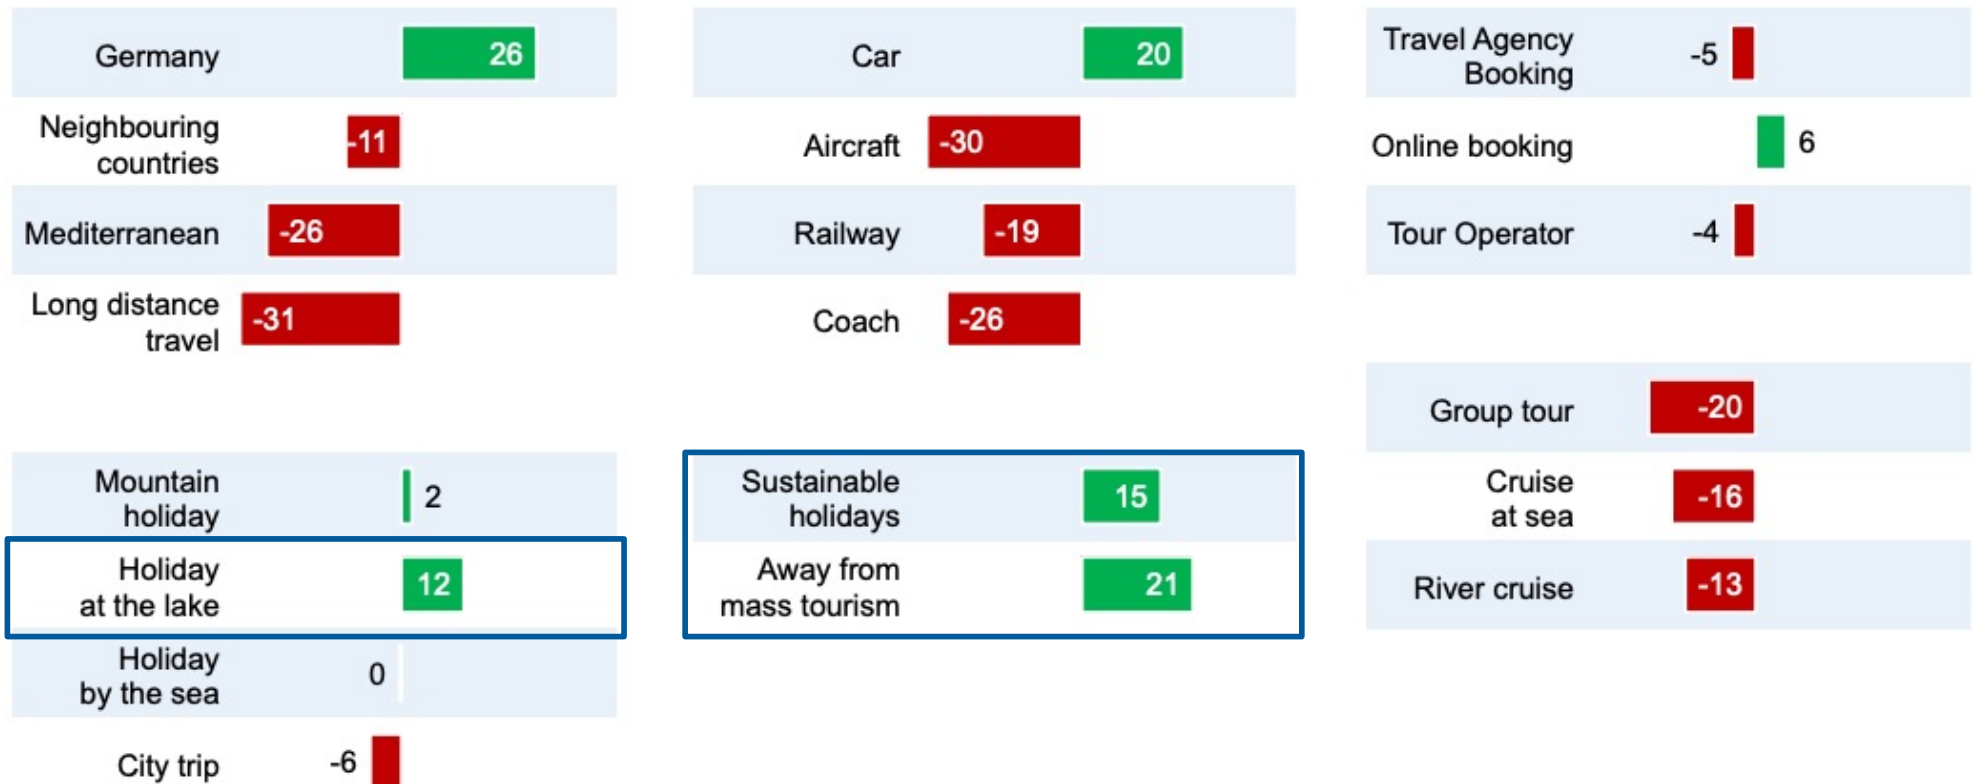 Germany
26
Neighbouring
countries
-11
Mediterranean
-26
Long distance
travel
-31
Car
20
Aircraft
-30
Railway
-19
Coach
-26
Travel Agency
Booking
-5
Online booking
6
Tour Operator
-4
Mountain
holiday
2
Holiday
at the lake
12
Holiday
by the sea
0
City trip
-6
Sustainable
holidays
15
Away from
mass tourism
21
Group tour
-20
Cruise
at sea
-16
River cruise
-13